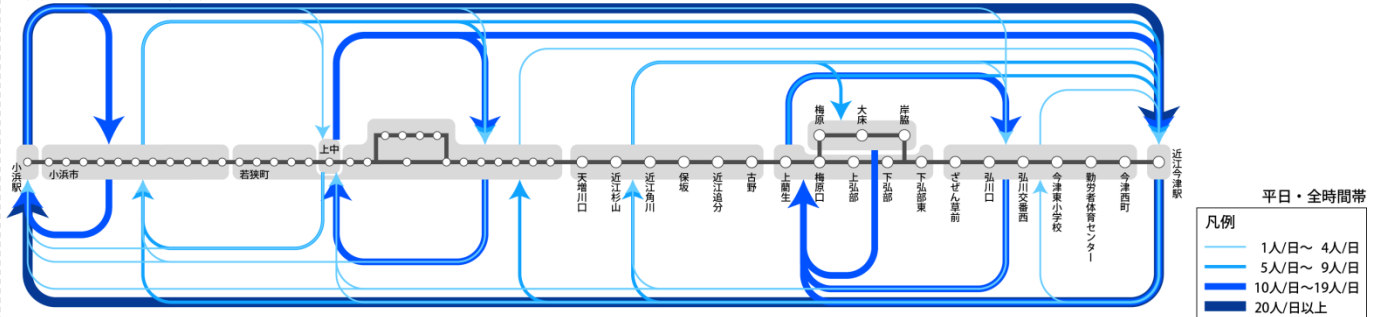 梅原
大床
岸脇
上中
小浜駅
小浜市
若狭町
天増川口
近江杉山
近江角川
保坂
近江追分
古野
上藺生
梅原口
上弘部
下弘部
下弘部東
ざぜん草前
弘川口
弘川交番西
今津東小学校
勤労者体育センター
今津西町
近江今津駅
平日・全時間帯
凡例
1人/日～ 4人/日
5人/日～ 9人/日
10人/日～19人/日
20人/日以上